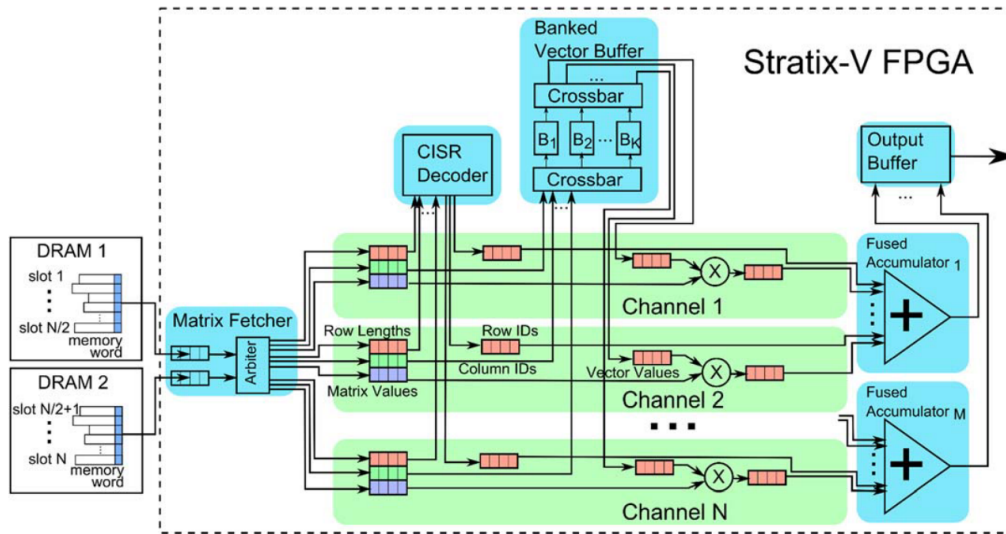 Banked
Vector Buffer
...
Crossbar
B1 B2 ... BK
Crossbar
...
Stratix-V FPGA
CISR
Decoder
...
Output
Buffer
...
DRAM 1
slot 1
slot N/2
memory
word
DRAM 2
slot N/2+1
slot N
memory
word
Matrix Fetcher
Arbiter
Row Lengths
Matrix Values
Row IDs
Column IDs
Vector Values
X
Channel 1
X
Channel 2
X
Channel N
Fused
Accumulator 1
+
Fused
Accumulator M
+